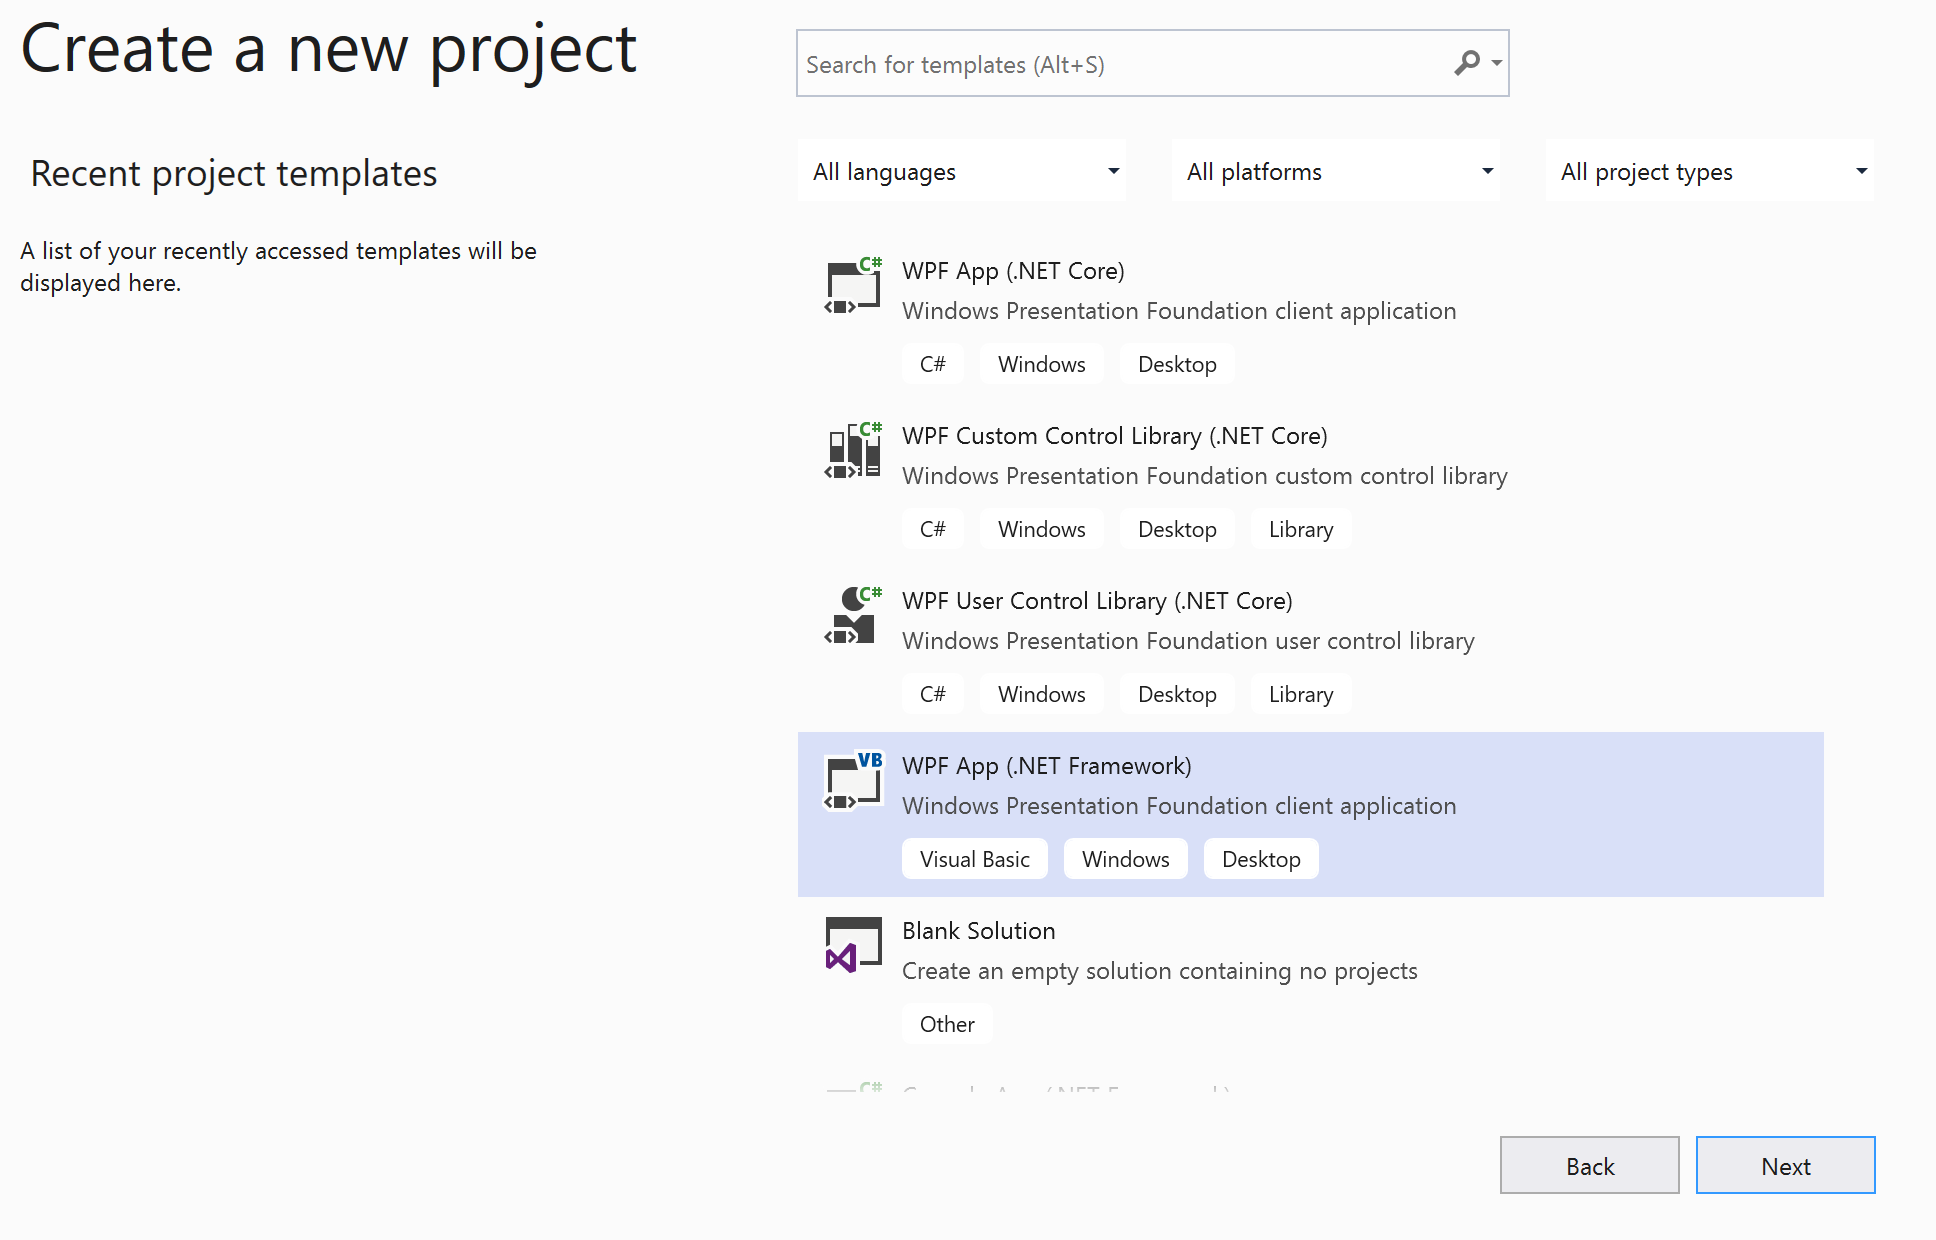 Create a new project
Search for templates (Alt+S)
Recent project templates
A list of your recently accessed templates will be
displayed here.
All languages
All platforms
All project types
C#
WPF App (.NET Core)
Windows Presentation Foundation client application
C#
Windows
Desktop
C#
WPF Custom Control Library (.NET Core)
Windows Presentation Foundation custom control library
C#
Windows
Desktop
Library
C#
WPF User Control Library (.NET Core)
Windows Presentation Foundation user control library
C#
Windows
Desktop
Library
VB
WPF App (.NET Framework)
Windows Presentation Foundation client application
Visual Basic
Windows
Desktop
Blank Solution
Create an empty solution containing no projects
Other
Back
Next